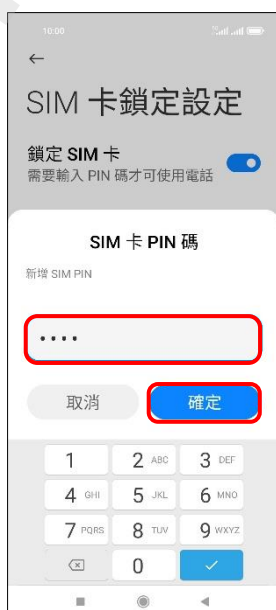 10:00
SIM 卡鎖定設定
鎖定 SIM 卡
需要輸入 PIN 碼才可使用電話
SIM 卡 PIN 碼
新增 SIM PIN
••••
取消 確定
1 2 ABC 3 DEF
4 GHI 5 JKL 6 MNO
7 PQRS 8 TUV 9 WXYZ
0